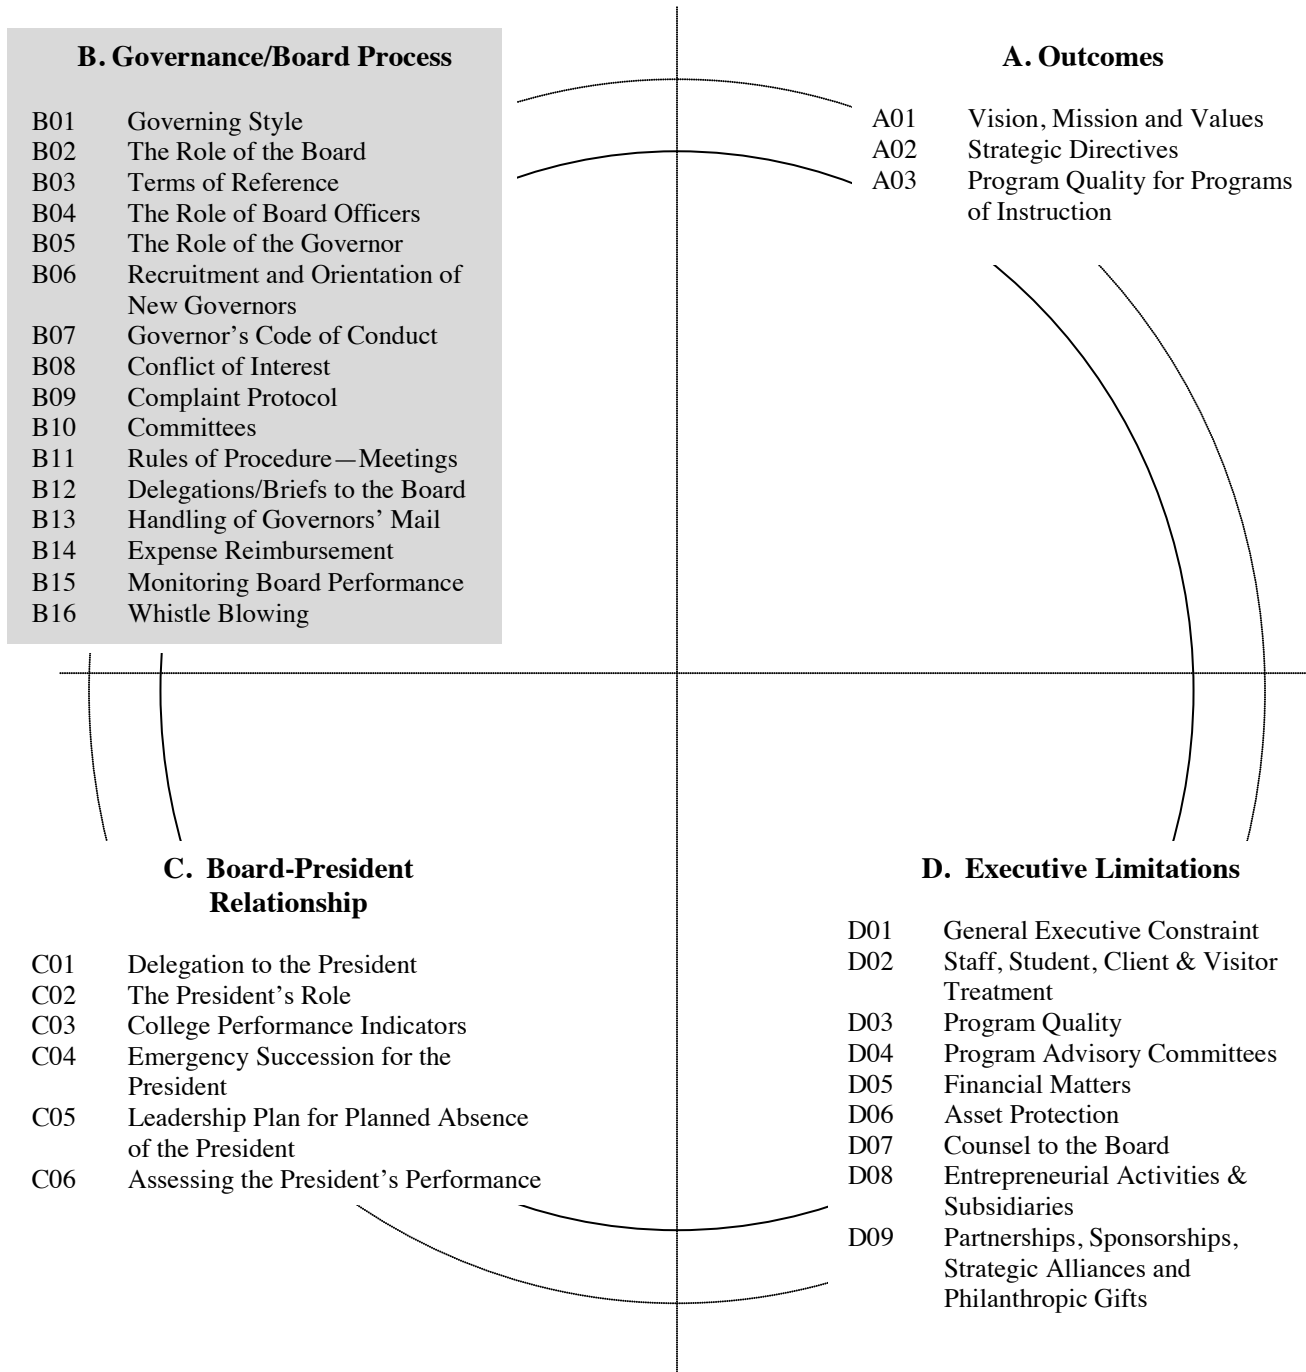 B. Governance/Board Process
B01 Governing Style
B02 The Role of the Board
B03 Terms of Reference
B04 The Role of Board Officers
B05 The Role of the Governor
B06 Recruitment and Orientation of
New Governors
B07 Governor’s Code of Conduct
B08 Conflict of Interest
B09 Complaint Protocol
B10 Committees
B11 Rules of Procedure—Meetings
B12 Delegations/Briefs to the Board
B13 Handling of Governors’ Mail
B14 Expense Reimbursement
B15 Monitoring Board Performance
B16 Whistle Blowing
A. Outcomes
A01 Vision, Mission and Values
A02 Strategic Directives
A03 Program Quality for Programs
of Instruction
C. Board-President
Relationship
C01 Delegation to the President
C02 The President’s Role
C03 College Performance Indicators
C04 Emergency Succession for the
President
C05 Leadership Plan for Planned Absence
of the President
C06 Assessing the President’s Performance
D. Executive Limitations
D01 General Executive Constraint
D02 Staff, Student, Client & Visitor
Treatment
D03 Program Quality
D04 Program Advisory Committees
D05 Financial Matters
D06 Asset Protection
D07 Counsel to the Board
D08 Entrepreneurial Activities &
Subsidiaries
D09 Partnerships, Sponsorships,
Strategic Alliances and
Philanthropic Gifts